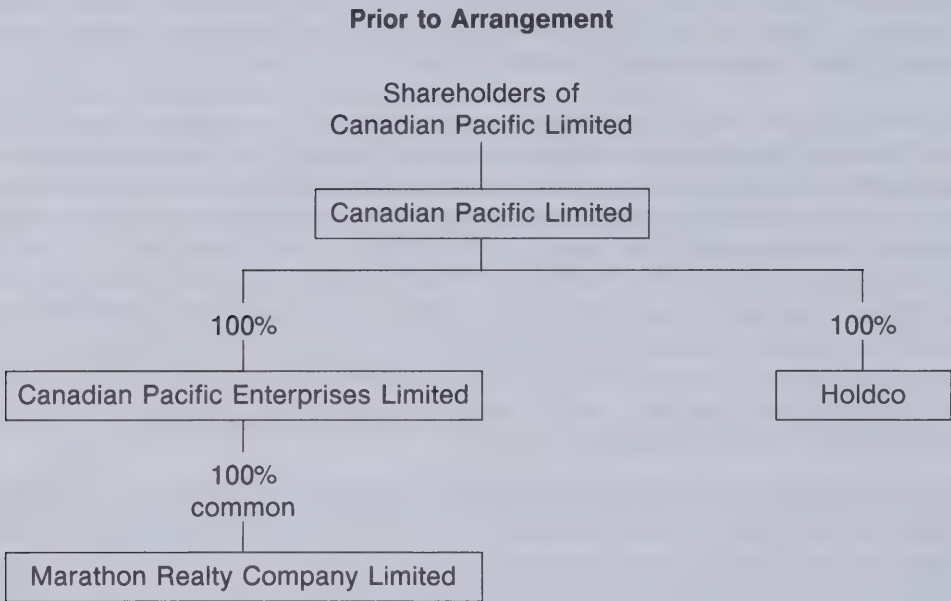 Prior to Arrangement
Shareholders of
Canadian Pacific Limited
Canadian Pacific Limited
100%
100%
Canadian Pacific Enterprises Limited
Holdco
100%
common
Marathon Realty Company Limited